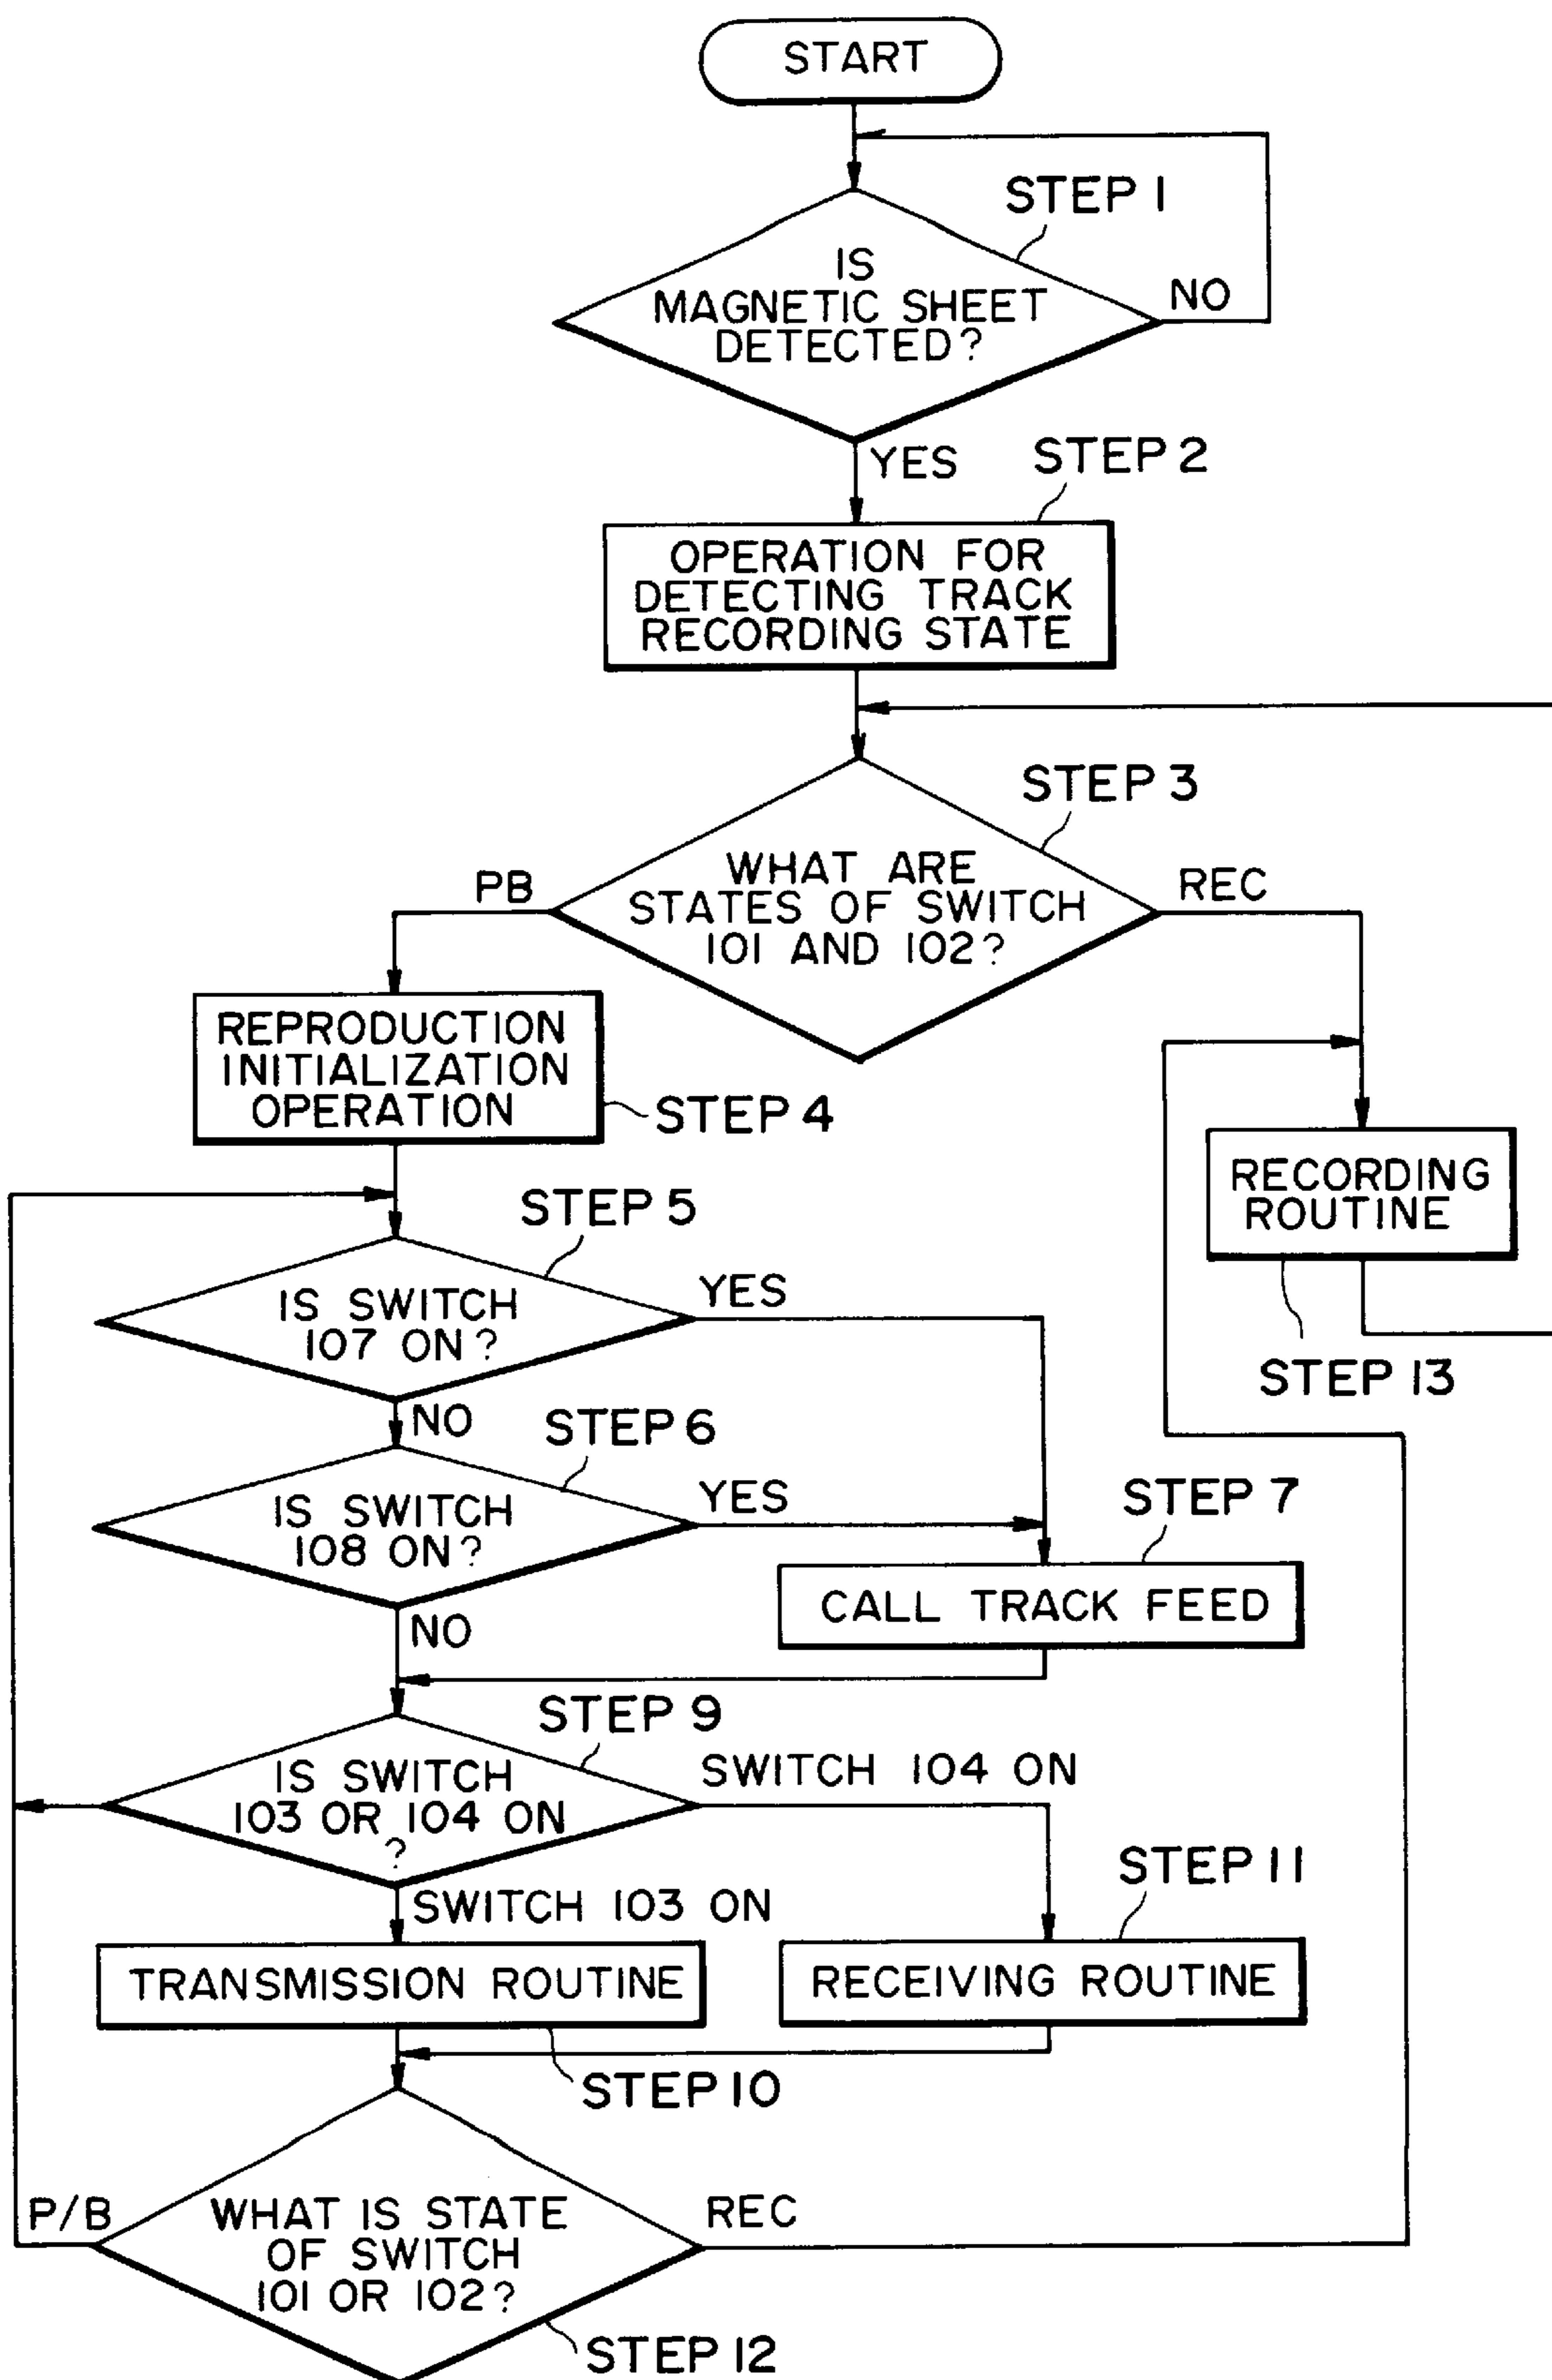 START
STEP 1
IS
MAGNETIC SHEET
DETECTED?
NO
YES
STEP 2
OPERATION FOR
DETECTING TRACK
RECORDING STATE
STEP 3
WHAT ARE
STATES OF SWITCH
101 AND 102?
PB
REC
REPRODUCTION
INITIALIZATION
OPERATION
STEP 4
RECORDING
ROUTINE
STEP 13
STEP 5
IS SWITCH
107 ON?
YES
NO
STEP 6
IS SWITCH
108 ON?
YES
NO
STEP 7
CALL TRACK FEED
STEP 9
IS SWITCH
103 OR 104 ON
?
SWITCH 104 ON
SWITCH 103 ON
STEP 11
TRANSMISSION ROUTINE
RECEIVING ROUTINE
STEP 10
P/B
WHAT IS STATE
OF SWITCH
101 OR 102?
REC
STEP 12